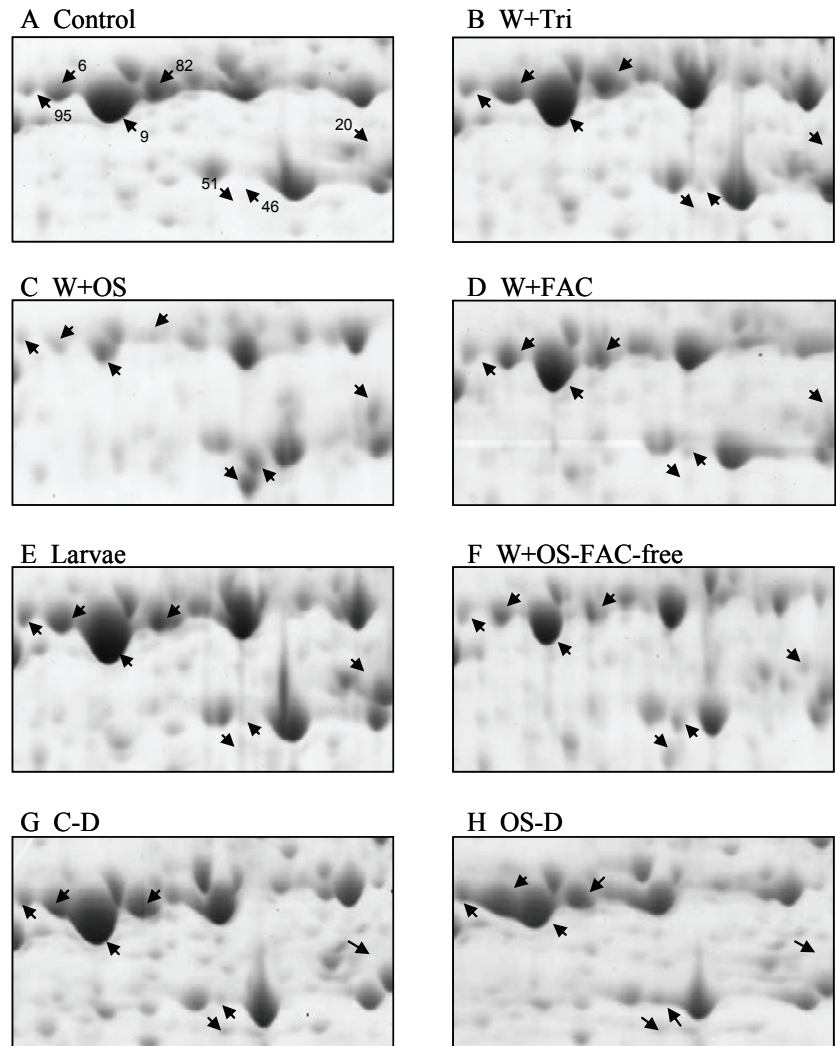 A Control
B W+Tri
6
82
95
9
20
51
46
C W+OS
D W+FAC
E Larvae
F W+OS-FAC-free
G C-D
H OS-D